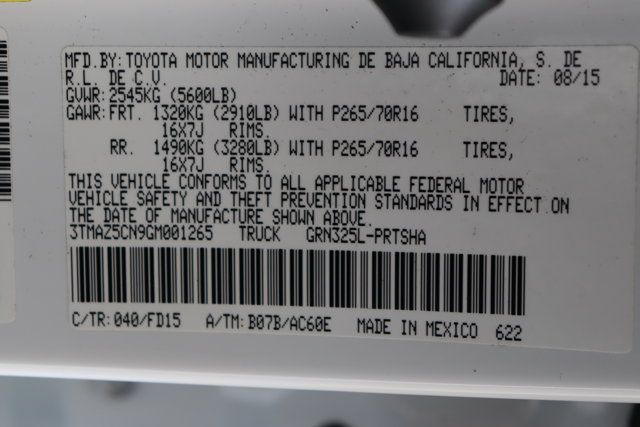 MFD.BY:TOYOTA MOTOR MANUFACTURING DE BAJA CALIFORNIA, S. DE
R.L. DE C.V. DATE: 08/15
GVWR:2545KG (5600LB)
GAWR:FRT. 1320KG (2910LB) WITH P265/70R16 TIRES,
16X7J RIMS.
RR. 1490KG (3280LB) WITH P265/70R16 TIRES,
16X7J RIMS.
THIS VEHICLE CONFORMS TO ALL APPLICABLE FEDERAL MOTOR
VEHICLE SAFETY AND THEFT PREVENTION STANDARDS IN EFFECT ON
THE DATE OF MANUFACTURE SHOWN ABOVE.
3TMAZ5CN9GM001265 TRUCK GRN325L-PRTSHA
C/TR:040/FD15 A/TM:B07B/AC60E MADE IN MEXICO 622